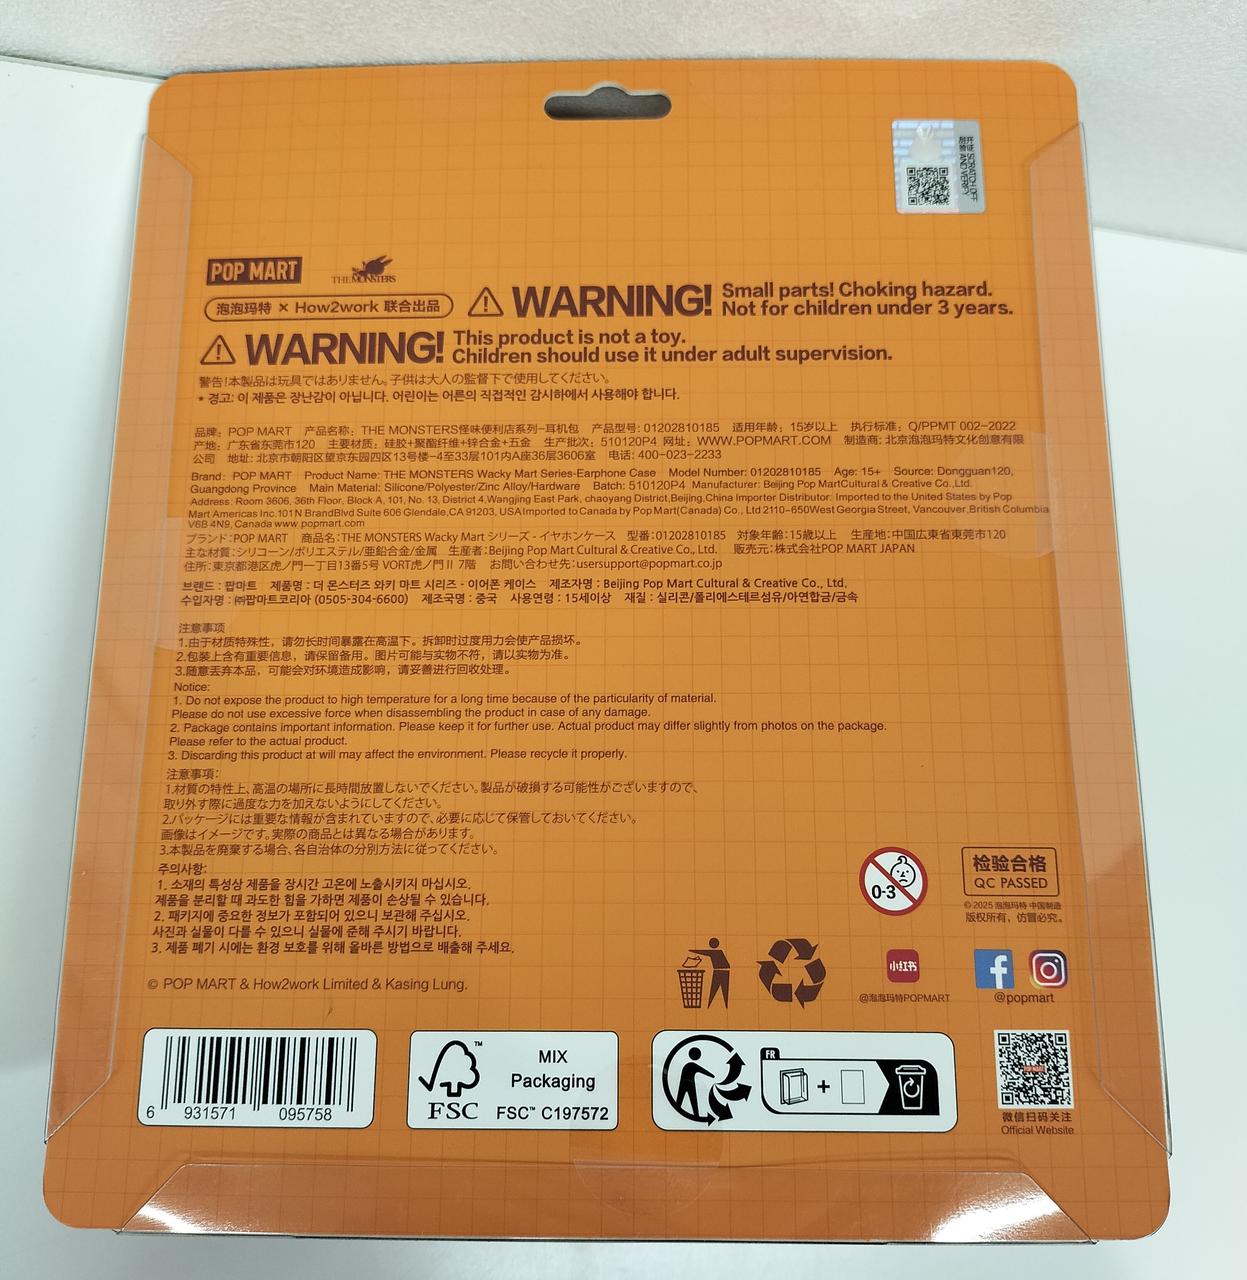 刮开涂层 SCRATCH OFF
验真伪 AND VERIFY
POP MART
THE MONSTERS
泡泡玛特 × How2work 联合出品
WARNING! Small parts! Choking hazard.
Not for children under 3 years.
WARNING! This product is not a toy.
Children should use it under adult supervision.
警告!本製品は玩具ではありません。子供は大人の監督下で使用してください。
* 경고: 이 제품은 장난감이 아닙니다. 어린이는 어른의 직접적인 감시하에서 사용해야 합니다.
品牌：POP MART 产品名称：THE MONSTERS怪味便利店系列-耳机包 产品型号：01202810185 适用年龄：15岁以上 执行标准：Q/PPMT 002-2022
产地：广东省东莞市120 主要材质：硅胶+聚酯纤维+锌合金+五金 生产批次：510120P4 网址：WWW.POPMART.COM 制造商：北京泡泡玛特文化创意有限
公司 地址：北京市朝阳区望京东园四区13号楼-4至33层101内A座36层3606室 电话：400-023-2233
Brand：POP MART Product Name: THE MONSTERS Wacky Mart Series-Earphone Case Model Number: 01202810185 Age: 15+ Source: Dongguan120,
Guangdong Province Main Material: Silicone/Polyester/Zinc Alloy/Hardware Batch: 510120P4 Manufacturer: Beijing Pop MartCultural & Creative Co.,Ltd.
Address: Room 3606, 36th Floor, Block A, 101, No. 13, District 4,Wangjing East Park, chaoyang District,Beijing,China Importer Distributor: Imported to the United States by Pop
Mart Americas Inc.101 N BrandBlvd Suite 606 Glendale,CA 91203, USAImported to Canada by Pop Mart(Canada) Co., Ltd 2110-650West Georgia Street, Vancouver,British Columbia
V6B 4N9, Canada www.popmart.com
ブランド：POP MART 商品名：THE MONSTERS Wacky Mart シリーズ - イヤホンケース 型番：01202810185 対象年齢：15歳以上 生産地：中国広東省東莞市120
主な材質：シリコーン/ポリエステル/亜鉛合金/金属 生産者：Beijing Pop Mart Cultural & Creative Co., Ltd. 販売元：株式会社POP MART JAPAN
住所：東京都港区虎ノ門一丁目13番5号 VORT虎ノ門Ⅱ 7階 お問い合わせ先：usersupport@popmart.co.jp
브랜드 : 팝마트 제품명 : 더 몬스터즈 와키 마트 시리즈 - 이어폰 케이스 제조자명 : Beijing Pop Mart Cultural & Creative Co., Ltd.
수입자명 : ㈜팝마트코리아 (0505-304-6600) 제조국명 : 중국 사용연령 : 15세이상 재질 : 실리콘/폴리에스테르섬유/아연합금/금속
注意事项
1.由于材质特殊性，请勿长时间暴露在高温下。拆卸时过度用力会使产品损坏。
2.包装上含有重要信息，请保留备用。图片可能与实物不符，请以实物为准。
3.随意丢弃本品，可能会对环境造成影响，请妥善进行回收处理。
Notice:
1. Do not expose the product to high temperature for a long time because of the particularity of material.
Please do not use excessive force when disassembling the product in case of any damage.
2. Package contains important information. Please keep it for further use. Actual product may differ slightly from photos on the package.
Please refer to the actual product.
3. Discarding this product at will may affect the environment. Please recycle it properly.
注意事項：
1.材質の特性上、高温の場所に長時間放置しないでください。製品が破損する可能性がございますので、
取り外す際に過度な力を加えないようにしてください。
2.パッケージには重要な情報が含まれていますので、必要に応じて保管しておいてください。
画像はイメージです。実際の商品とは異なる場合があります。
3.本製品を廃棄する場合、各自治体の分別方法に従ってください。
주의사항:
1. 소재의 특성상 제품을 장시간 고온에 노출시키지 마십시오.
제품을 분리할 때 과도한 힘을 가하면 제품이 손상될 수 있습니다.
2. 패키지에 중요한 정보가 포함되어 있으니 보관해 주십시오.
사진과 실물이 다를 수 있으니 실물에 준해 주시기 바랍니다.
3. 제품 폐기 시에는 환경 보호를 위해 올바른 방법으로 배출해 주세요.
0-3
检验合格
QC PASSED
© 2025 泡泡玛特 中国制造
版权所有，仿冒必究。
小红书
@泡泡玛特POPMART
@popmart
© POP MART & How2work Limited & Kasing Lung.
6 931571 095758
FSC™
MIX
Packaging
FSC™ C197572
FR
+
POP MART
微信扫码关注
Official Website